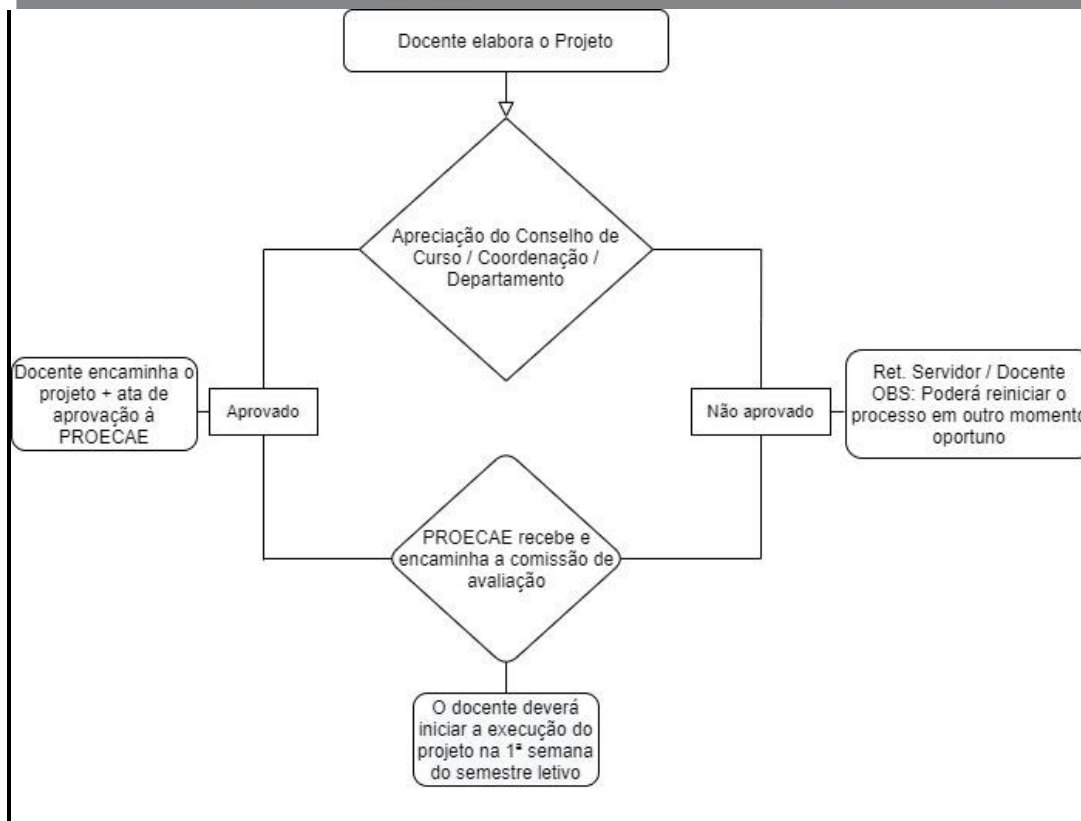 Docente elabora o Projeto
Apreciação do Conselho de
Curso / Coordenação /
Departamento
Docente encaminha o
projeto + ata de
aprovação à
PROECAE
Aprovado
Não aprovado
Ret. Servidor / Docente
OBS: Poderá reiniciar o
processo em outro momento
oportuno
PROECAE recebe e
encaminha a comissão de
avaliação
O docente deverá
iniciar a execução do
projeto na 1ª semana
do semestre letivo